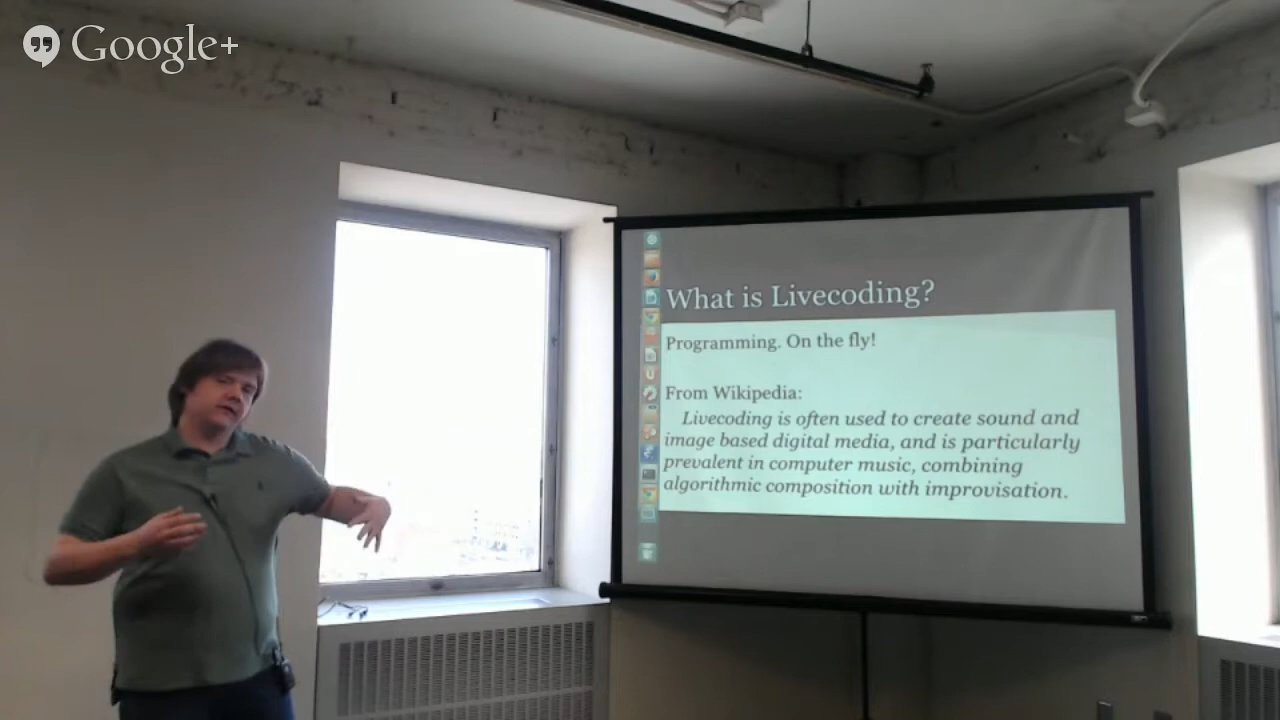 Google+
What is Livecoding?
Programming. On the fly!
From Wikipedia:
Livecoding is often used to create sound and
image based digital media, and is particularly
prevalent in computer music, combining
algorithmic composition with improvisation.